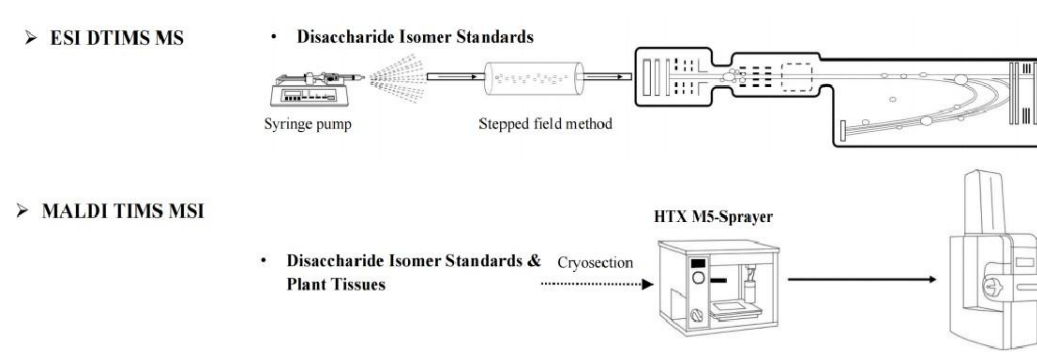 ➢ ESI DTIMS MS
• Disaccharide Isomer Standards
Syringe pump
Stepped field method
➢ MALDI TIMS MSI
HTX M5-Sprayer
• Disaccharide Isomer Standards & Cryosection
Plant Tissues